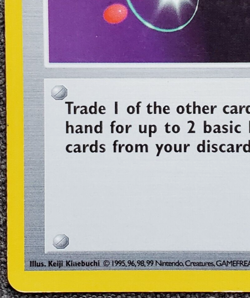 Trade 1 of the other card
hand for up to 2 basic
cards from your discard
Illus. Keiji Kinebuchi © 1995, 96, 98, 99 Nintendo, Creatures, GAMEFREA